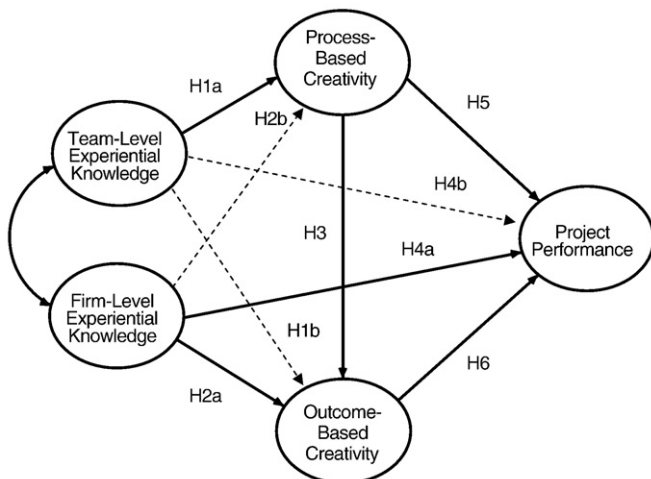 Process-
Based
Creativity
H1a
H5
H2b
Team-Level
Experiential
Knowledge
H4b
H3
H4a
Project
Performance
Firm-Level
Experiential
Knowledge
H1b
H2a
H6
Outcome-
Based
Creativity